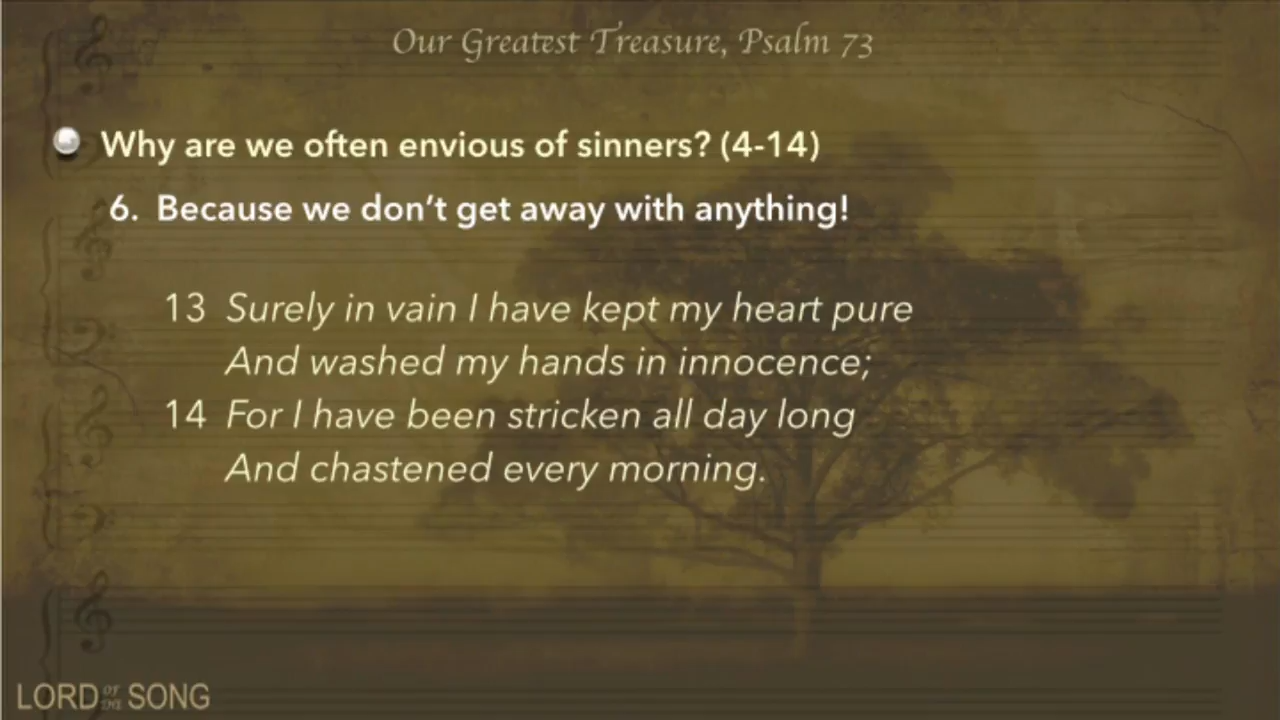 Our Greatest Treasure, Psalm 73
Why are we often envious of sinners? (4-14)
6. Because we don't get away with anything!
13 Surely in vain I have kept my heart pure
And washed my hands in innocence;
14 For I have been stricken all day long
And chastened every morning.
LORD OF THE SONG